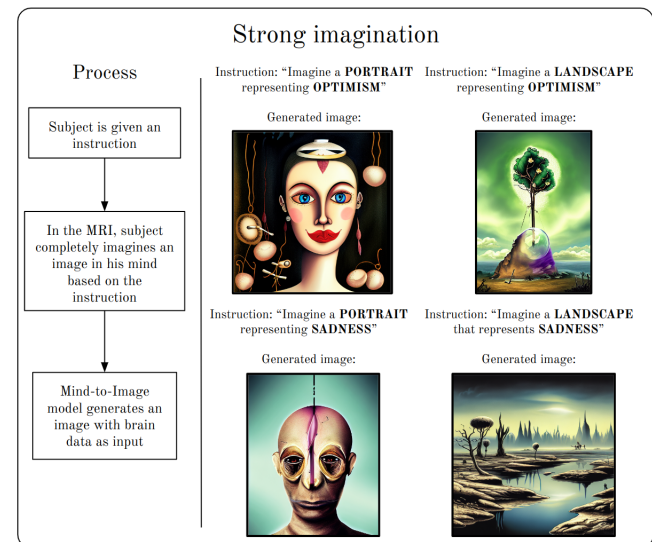 Strong imagination
Process
Subject is given an
instruction
In the MRI, subject
completely imagines an
image in his mind
based on the
instruction
Mind-to-Image
model generates an
image with brain
data as input
Instruction: “Imagine a PORTRAIT
representing OPTIMISM”
Generated image:
Instruction: “Imagine a LANDSCAPE
representing OPTIMISM”
Generated image:
Instruction: “Imagine a PORTRAIT
representing SADNESS”
Generated image:
Instruction: “Imagine a LANDSCAPE
that represents SADNESS”
Generated image: